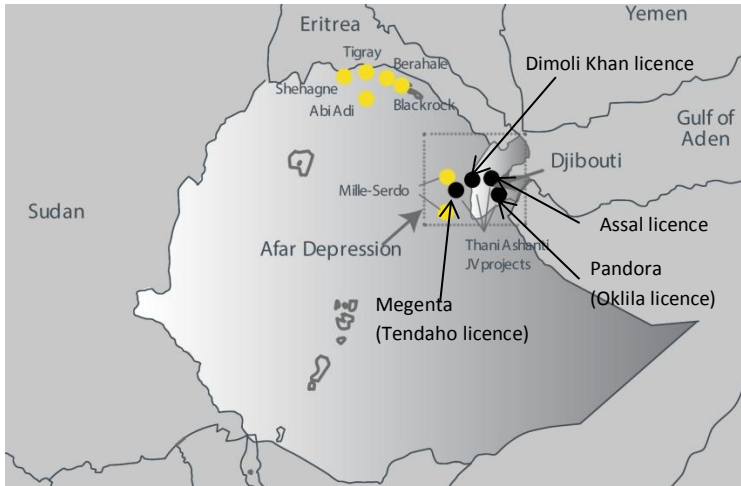 Yemen
Eritrea
Tigray
Berahale
Dimoli Khan licence
Shehagne
Abi Adi
Blackrock
Gulf of
Aden
Djibouti
Mille-Serdo
Sudan
Assal licence
Afar Depression
Thani Ashanti
JV projects
Pandora
(Oklila licence)
Megenta
(Tendaho licence)